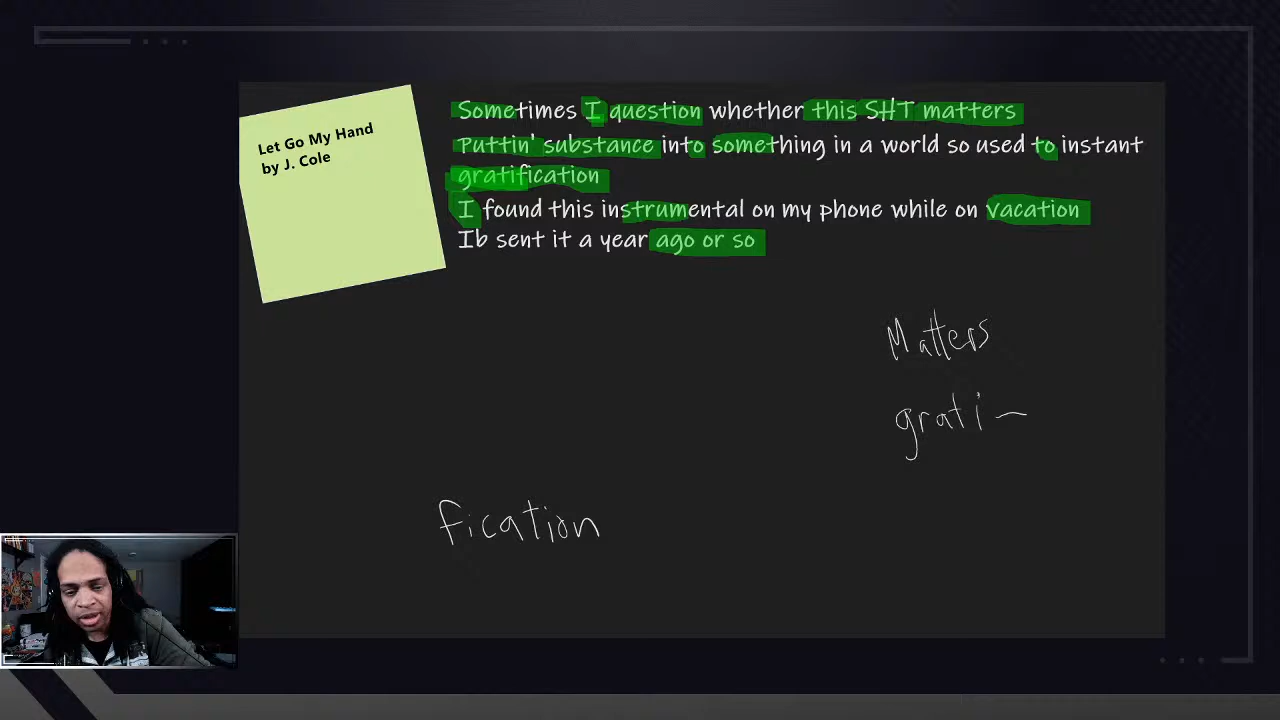 Let Go My Hand
by J. Cole
Sometimes I question whether this SHT matters
Puttin' substance into something in a world so used to instant
gratification
I found this instrumental on my phone while on vacation
Ib sent it a year ago or so
Matters
grati -
fication